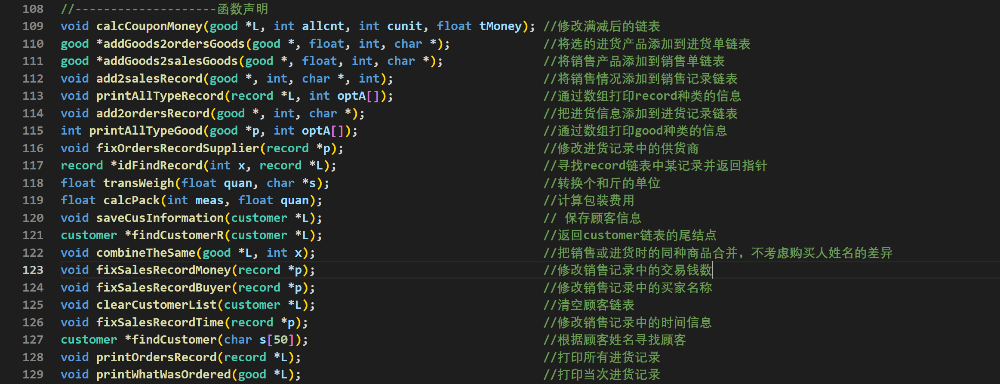 108 //--------------------函数声明
109 void calcCouponMoney(good *L, int allcnt, int cunit, float tMoney); //修改满减后的链表
110 good *addGoods2ordersGoods(good *, float, int, char *); //将选的进货产品添加到进货单链表
111 good *addGoods2salesGoods(good *, float, int, char *); //将销售产品添加到销售单链表
112 void add2salesRecord(good *, int, char *, int); //将销售情况添加到销售记录链表
113 void printAllTypeRecord(record *L, int optA[]); //通过数组打印record种类的信息
114 void add2ordersRecord(good *, int, char *); //把进货信息添加到进货记录链表
115 int printAllTypeGood(good *p, int optA[]); //通过数组打印good种类的信息
116 void fixOrdersRecordSupplier(record *p); //修改进货记录中的供货商
117 record *idFindRecord(int x, record *L); //寻找record链表中某记录并返回指针
118 float transWeigh(float quan, char *s); //转换个和斤的单位
119 float calcPack(int meas, float quan); //计算包装费用
120 void saveCusInformation(customer *L); // 保存顾客信息
121 customer *findCustomerR(customer *L); //返回customer链表的尾结点
122 void combineTheSame(good *L, int x); //把销售或进货时的同种商品合并，不考虑购买人姓名的差异
123 void fixSalesRecordMoney(record *p); //修改销售记录中的交易钱数
124 void fixSalesRecordBuyer(record *p); //修改销售记录中的买家名称
125 void clearCustomerList(customer *L); //清空顾客链表
126 void fixSalesRecordTime(record *p); //修改销售记录中的时间信息
127 customer *findCustomer(char s[50]); //根据顾客姓名寻找顾客
128 void printOrdersRecord(record *L); //打印所有进货记录
129 void printWhatWasOrdered(good *L); //打印当次进货记录